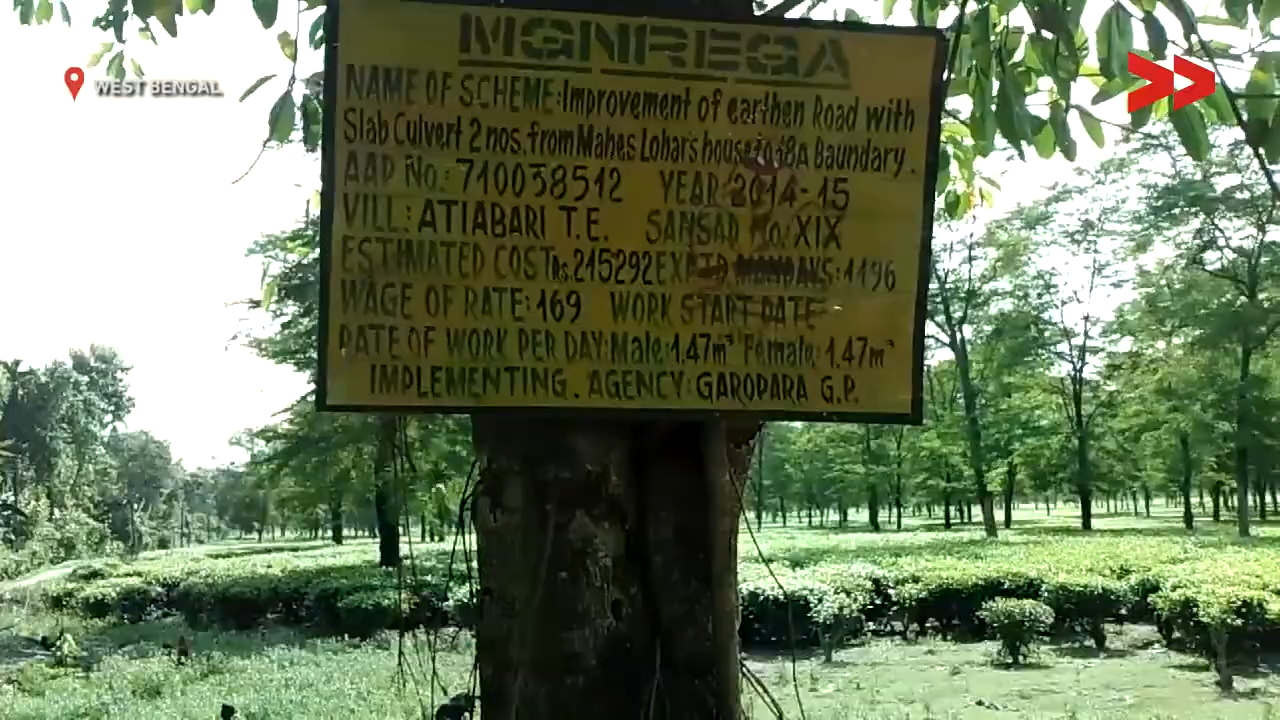 WEST BENGAL
MGNREGA
NAME OF SCHEME:Improvement of earthen Road with
Slab Culvert 2 nos. from Mahes Lohar's house to 18A Baundary.
AAP No.: 710038512 YEAR 2014-15
VILL: ATIABARI T.E. SANSAD No: XIX
ESTIMATED COST Rs. 215292 EXPTD MANDAYS: 1196
WAGE OF RATE: 169 WORK START DATE
RATE OF WORK PER DAY: Male: 1.47m³ Female: 1.47m³
IMPLEMENTING. AGENCY: GAROPARA G.P.